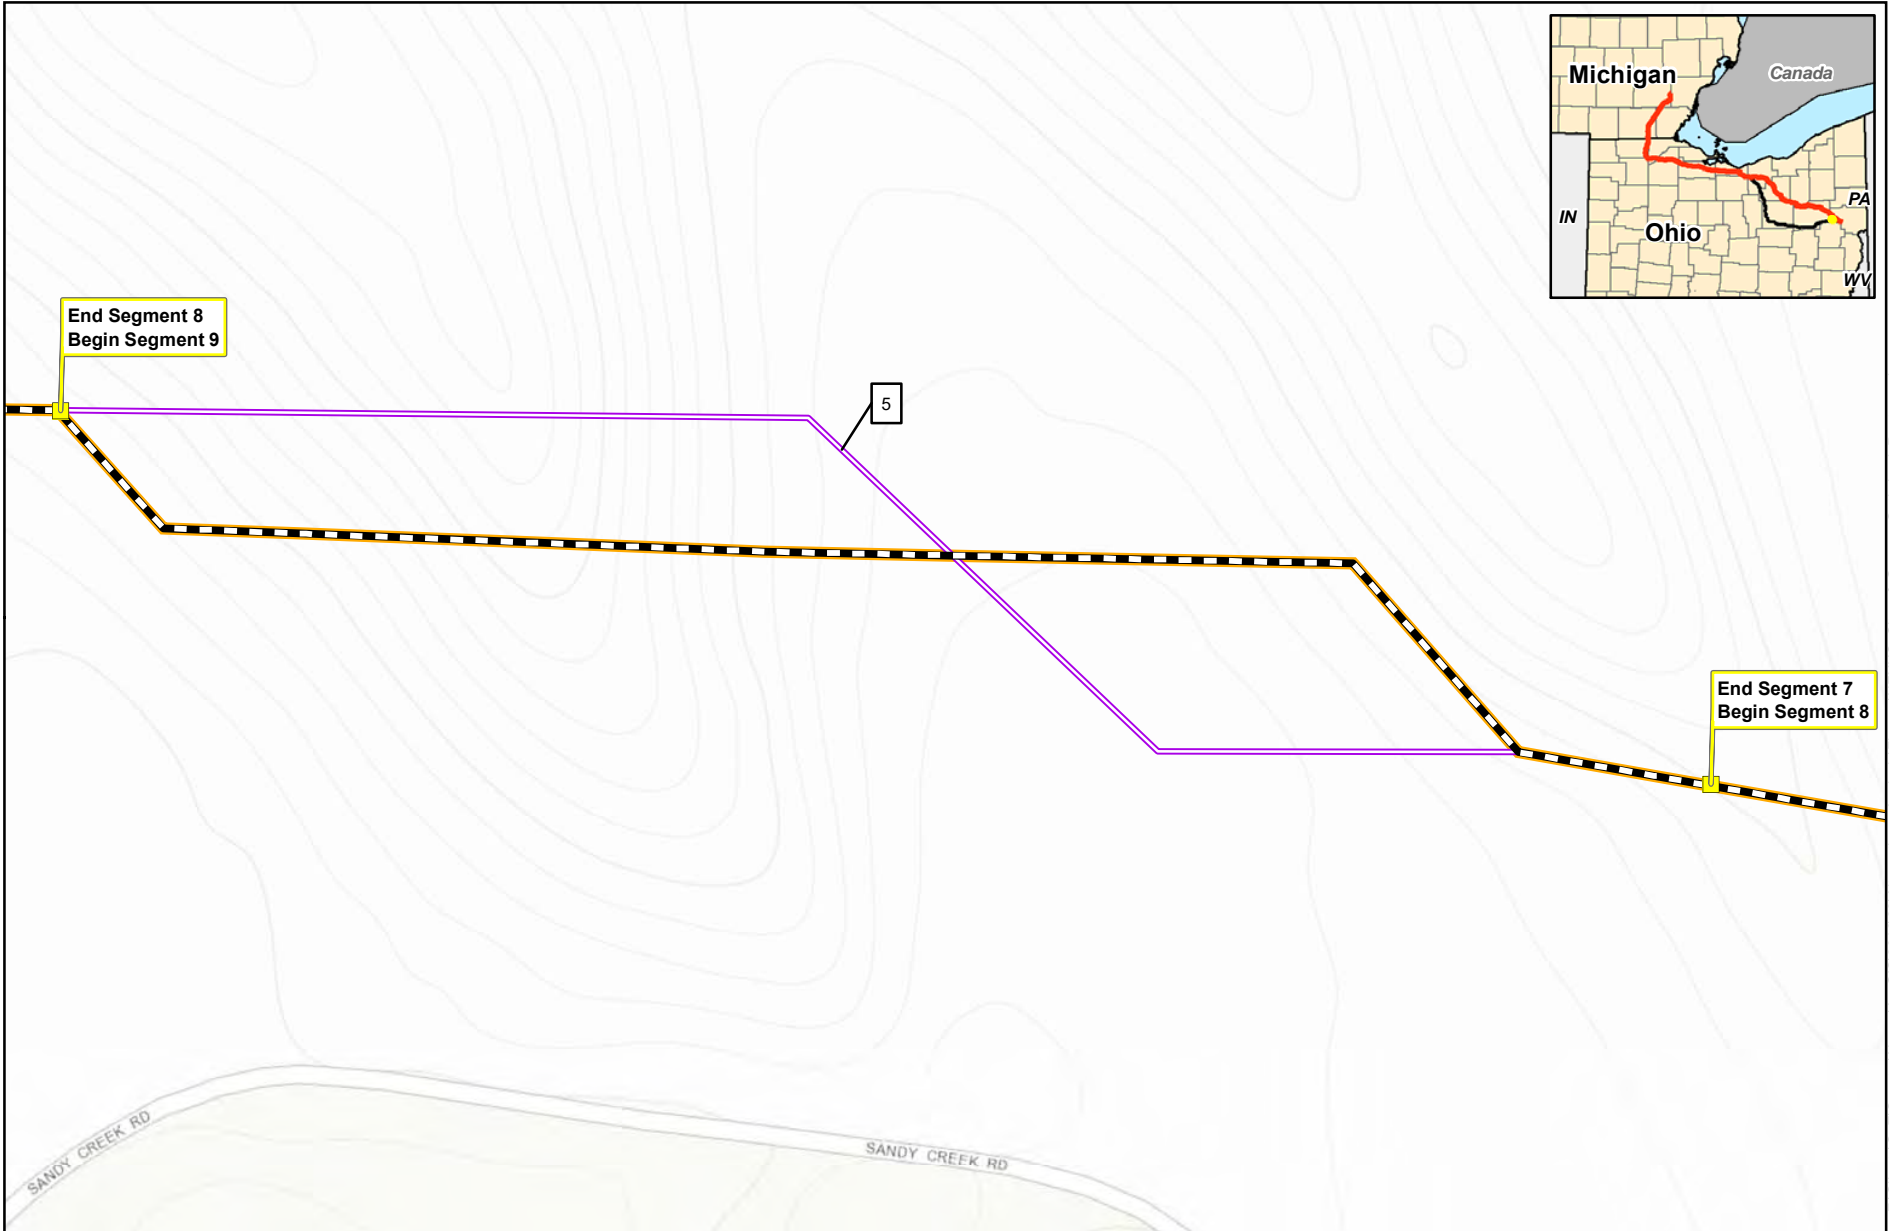 Michigan
Canada
IN
Ohio
PA
WV
End Segment 8
Begin Segment 9
5
End Segment 7
Begin Segment 8
SANDY CREEK RD
SANDY CREEK RD